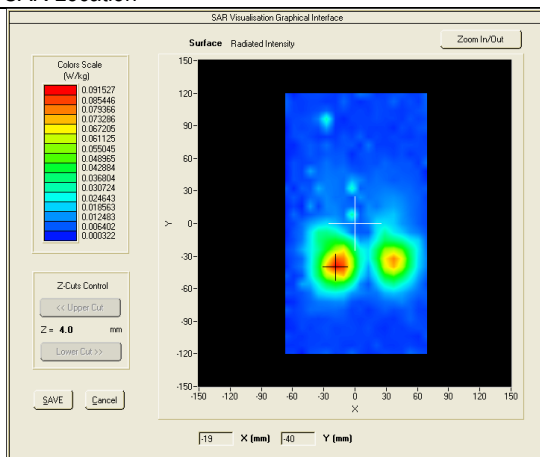 SAR Location
SAR Visualisation Graphical Interface
Surface Radiated Intensity
Zoom In/Out
Colors Scale
(W/kg)
0.091527
0.085446
0.079366
0.073286
0.067205
0.061125
0.055045
0.048965
0.042884
0.036804
0.030724
0.024643
0.018563
0.012483
0.006402
0.000322
Z-Cuts Control
<< Upper Cut
Z = 4.0 mm
Lower Cut >>
SAVE Cancel
150-
120-
90-
60-
30-
Y 0-
-30-
-60-
-90-
-120-
-150-
-150 -120 -90 -60 -30 0 30 60 90 120 150
X
-19 X (mm) -40 Y (mm)